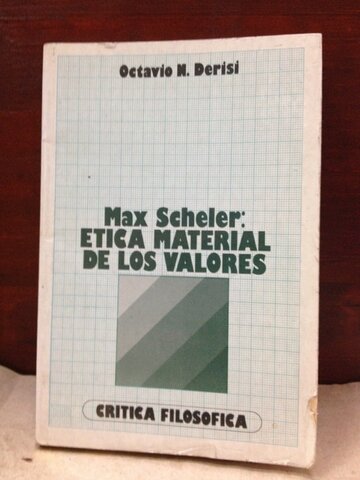 Octavio N. Derisi
Max Scheler:
ETICA MATERIAL
DE LOS VALORES
CRITICA FILOSOFICA